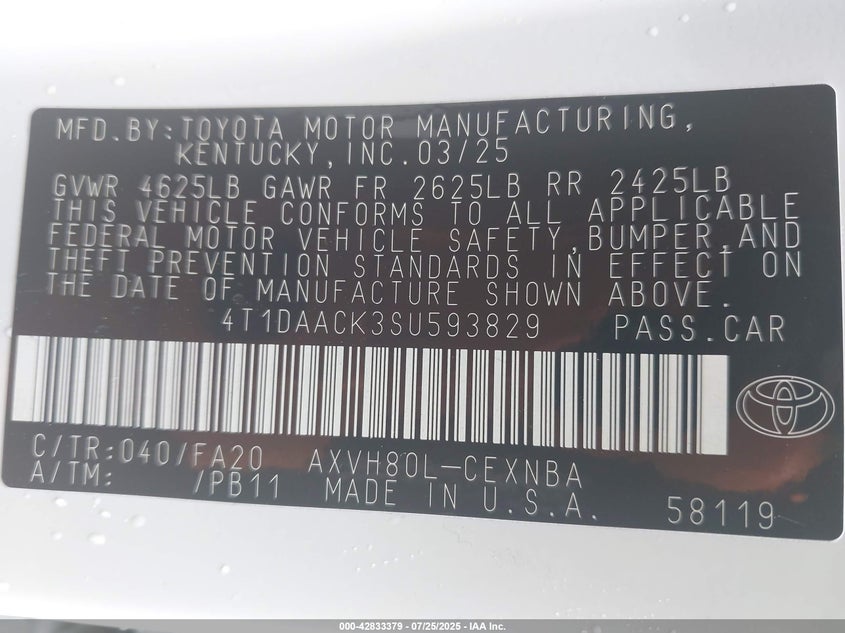 MFD.BY:TOYOTA MOTOR MANUFACTURING,
KENTUCKY,INC.03/25
GVWR 4625LB GAWR FR 2625LB RR 2425LB
THIS VEHICLE CONFORMS TO ALL APPLICABLE
FEDERAL MOTOR VEHICLE SAFETY,BUMPER,AND
THEFT PREVENTION STANDARDS IN EFFECT ON
THE DATE OF MANUFACTURE SHOWN ABOVE.
4T1DAACK3SU593829 PASS.CAR
C/TR:040/FA20 AXVH80L-CEXNBA
A/TM: /PB11 MADE IN U.S.A. 58119
000-42833379 | 07/25/2025 - IAA Inc.